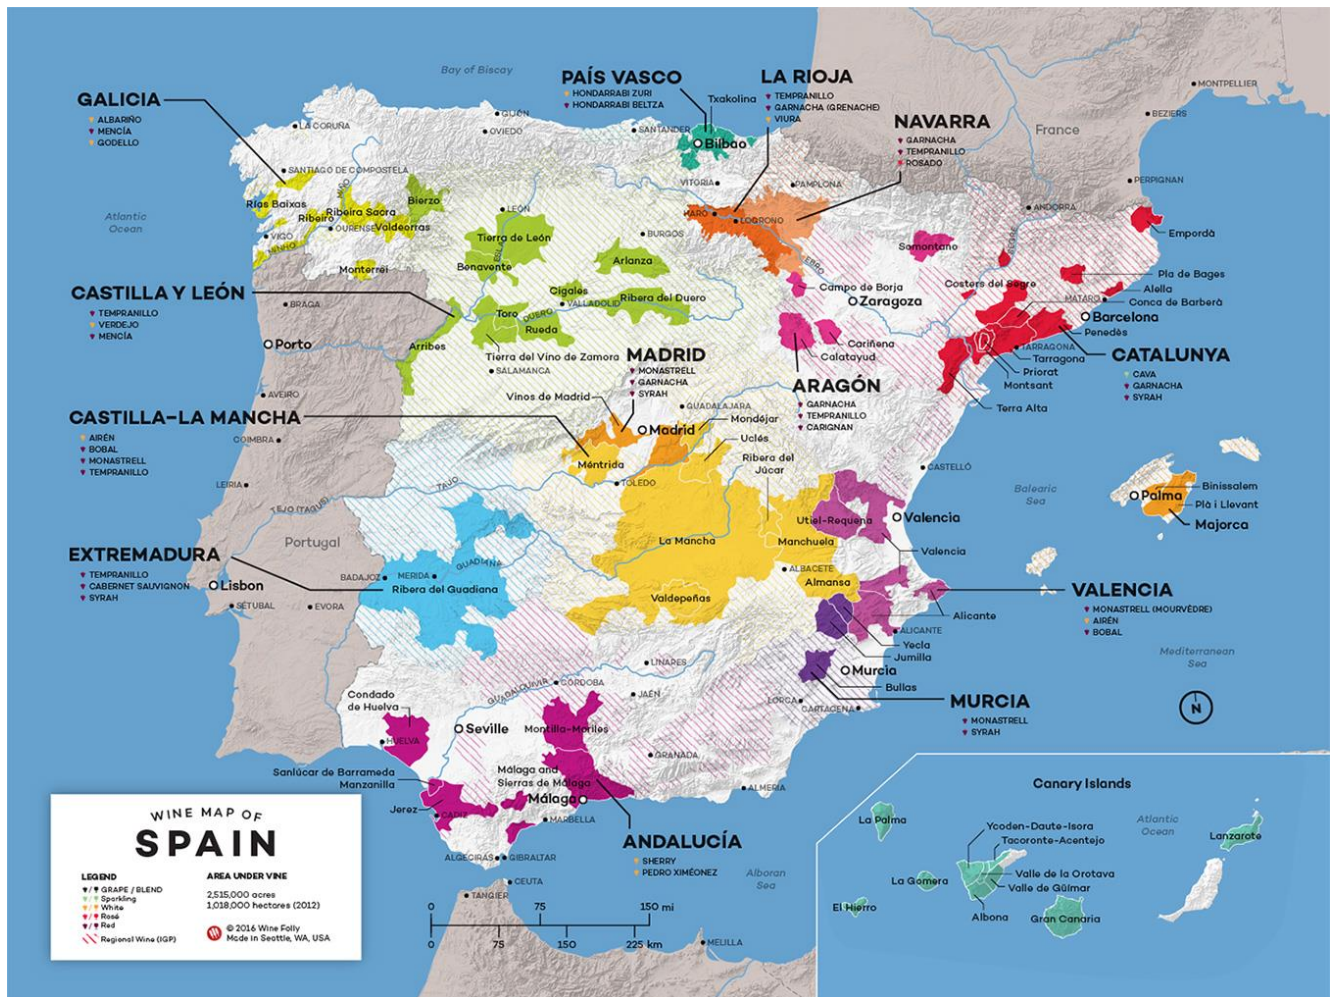 Bay of Biscay
GALICIA
ALBARIÑO
MENCÍA
GODELLO
PAÍS VASCO
HONDARRABI ZURI
HONDARRABI BELTZA
Txakolina
LA RIOJA
TEMPRANILLO
GARNACHA (GRENACHE)
VIURA
NAVARRA
GARNACHA
TEMPRANILLO
ROSADO
MONTPELLIER
BEZIERS
France
PERPIGNAN
ANDORRA
LA CORUÑA
OVIEDO
SANTANDER
Bilbao
SANTIAGO DE COMPOSTELA
VITORIA
PAMPLONA
Atlantic
Ocean
Rías Baixas
Ribeiro
Ribeira Sacra
Valdeorras
OURENSE
MIÑO
Bierzo
VIGO
MINHO
Monterrei
LEÓN
Tierra de León
ESLA
Benavente
BURGOS
HARO
LOGRONO
Arlanza
EBRO
Somontano
Empordà
Costers del Segre
Pla de Bages
Alella
MATARO
Conca de Barberà
Barcelona
Penedès
CASTILLA Y LEÓN
TEMPRANILLO
VERDEJO
MENCÍA
BRAGA
Porto
Cigales
VALLADOLID
Ribera del Duero
Toro
DUERO
Rueda
Arribes
Tierra del Vino de Zamora
SALAMANCA
Campo de Borja
Zaragoza
Cariñena
Calatayud
TARRAGONA
Tarragona
Priorat
Montsant
Terra Alta
CATALUNYA
CAVA
GARNACHA
SYRAH
MADRID
MONASTRELL
GARNACHA
SYRAH
ARAGÓN
GARNACHA
TEMPRANILLO
CARIGNAN
AVEIRO
CASTILLA-LA MANCHA
AIRÉN
BOBAL
MONASTRELL
TEMPRANILLO
COIMBRA
LEIRIA
Vinos de Madrid
GUADALAJARA
Madrid
Mondéjar
Uclés
Ribera del
Júcar
Méntrida
TOLEDO
CASTELLÓ
TAJO
TEJO (TAGUS)
Balearic
Sea
Palma
Binissalem
Plà i Llevant
Majorca
Utiel-Requena
Valencia
La Mancha
Manchuela
Valencia
Portugal
EXTREMADURA
TEMPRANILLO
CABERNET SAUVIGNON
SYRAH
Lisbon
SÉTUBAL
EVORA
BADAJOZ
MERIDA
GUADIANA
Ribera del Guadiana
Valdepeñas
ALBACETE
Almansa
VALENCIA
MONASTRELL (MOURVÈDRE)
AIRÉN
BOBAL
Alicante
ALICANTE
Yecla
Jumilla
Mediterranean
Sea
Murcia
Bullas
LORCA
CARTAGENA
MURCIA
MONASTRELL
SYRAH
N
LINARES
GUADALQUIVIR
CÓRDOBA
JAÉN
Condado
de Huelva
HUELVA
Seville
Montilla-Moriles
GRANADA
Sanlúcar de Barrameda
Manzanilla
Málaga and
Sierras de Málaga
Málaga
ALMERIA
Jerez
CADIZ
MARBELLA
ANDALUCÍA
SHERRY
PEDRO XIMÉONEZ
ALGECIRAS
GIBRALTAR
CEUTA
TANGIER
Alboran
Sea
MELILLA
0 75 150 mi
0 75 150 225 km
WINE MAP OF
SPAIN
LEGEND
GRAPE / BLEND
Sparkling
White
Rosé
Red
Regional Wine (IGP)
AREA UNDER VINE
2,515,000 acres
1,018,000 hectares (2012)
© 2016 Wine Folly
Made in Seattle, WA, USA
Canary Islands
La Palma
Ycoden-Daute-Isora
Tacoronte-Acentejo
Atlantic
Ocean
Lanzarote
La Gomera
Valle de la Orotava
Valle de Güímar
El Hierro
Albona
Gran Canaria